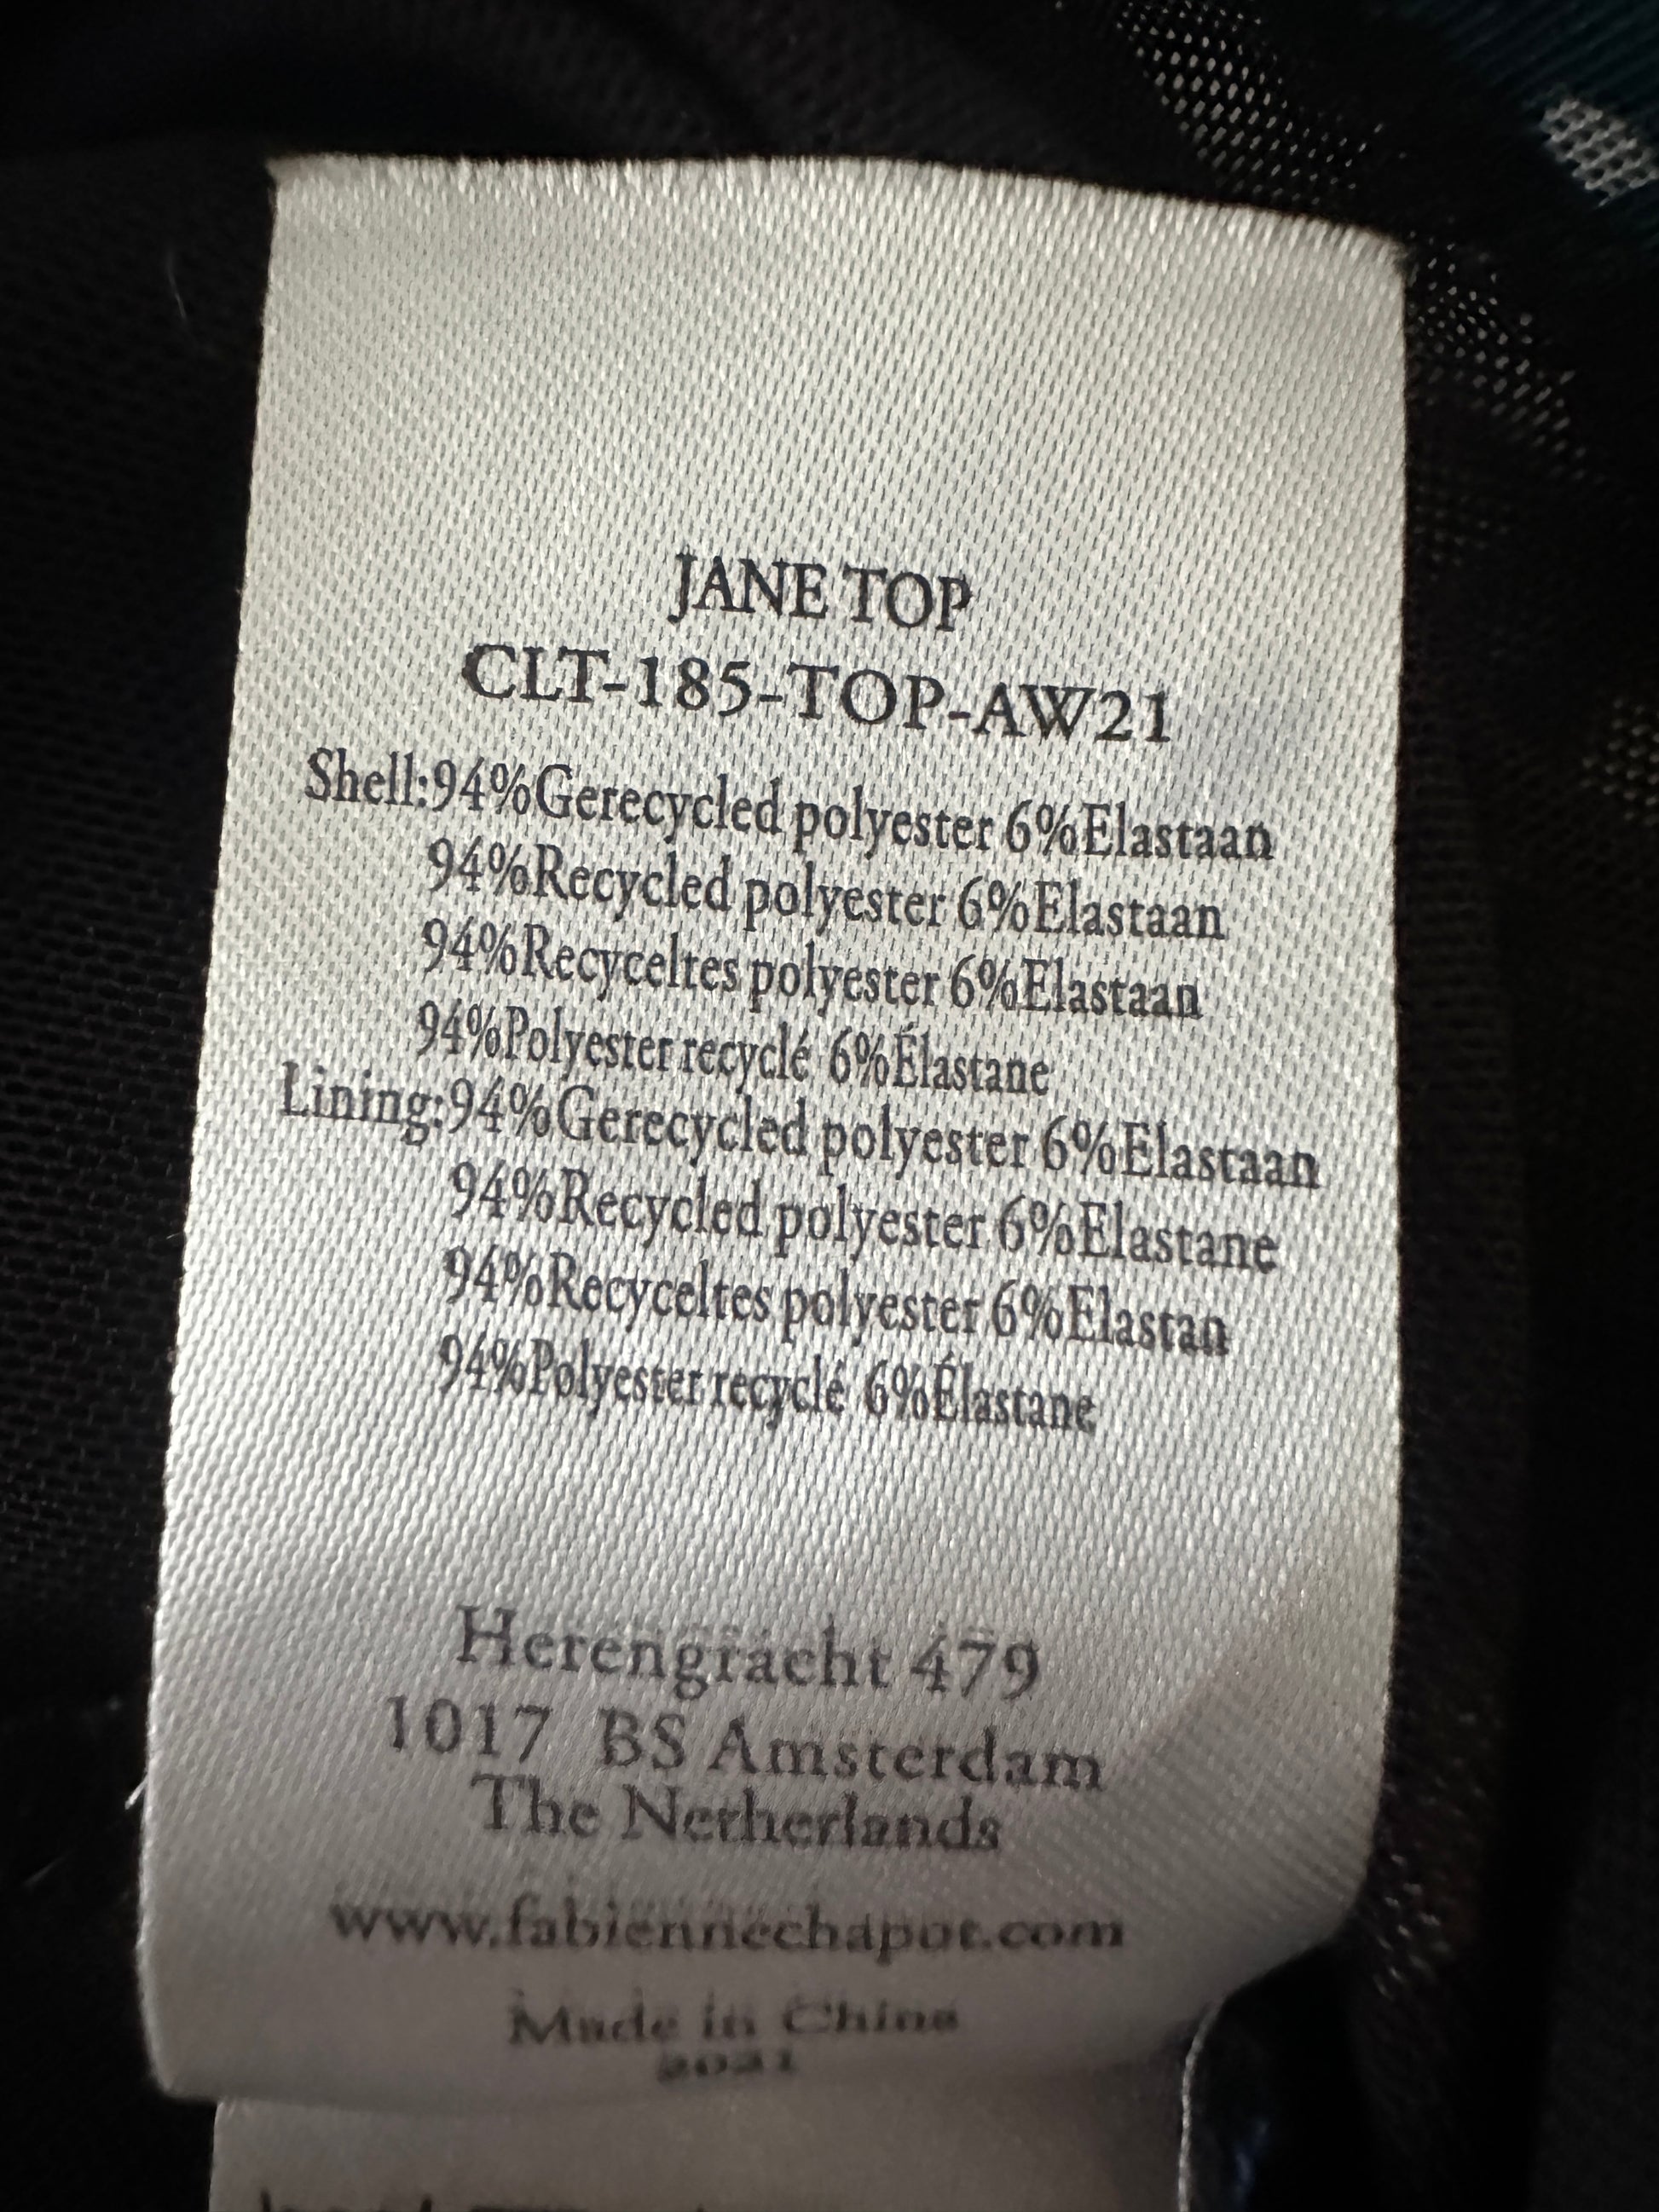 JANE TOP
CLT-185-TOP-AW21
Shell:94%Gerecycled polyester 6%Elastaan
94%Recycled polyester 6%Elastaan
94%Recyceltes polyester 6%Elastaan
94%Polyester recyclé 6%Élastane
Lining:94%Gerecycled polyester 6%Elastaan
94%Recycled polyester 6%Elastane
94%Recyceltes polyester 6%Elastan
94%Polyester recyclé 6%Élastane
Herengracht 479
1017 BS Amsterdam
The Netherlands
www.fabiennechapot.com
Made in China
2021